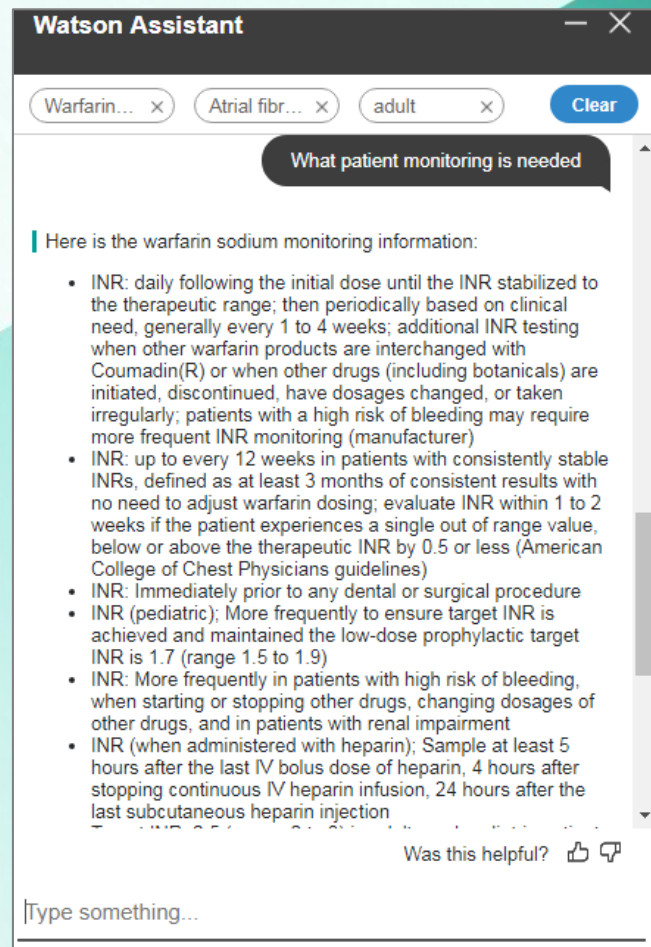 Watson Assistant
Warfarin...
Atrial fibr...
adult
Clear
What patient monitoring is needed
Here is the warfarin sodium monitoring information:
• INR: daily following the initial dose until the INR stabilized to
the therapeutic range; then periodically based on clinical
need, generally every 1 to 4 weeks; additional INR testing
when other warfarin products are interchanged with
Coumadin(R) or when other drugs (including botanicals) are
initiated, discontinued, have dosages changed, or taken
irregularly; patients with a high risk of bleeding may require
more frequent INR monitoring (manufacturer)
• INR: up to every 12 weeks in patients with consistently stable
INRs, defined as at least 3 months of consistent results with
no need to adjust warfarin dosing; evaluate INR within 1 to 2
weeks if the patient experiences a single out of range value,
below or above the therapeutic INR by 0.5 or less (American
College of Chest Physicians guidelines)
• INR: Immediately prior to any dental or surgical procedure
• INR (pediatric); More frequently to ensure target INR is
achieved and maintained the low-dose prophylactic target
INR is 1.7 (range 1.5 to 1.9)
• INR: More frequently in patients with high risk of bleeding,
when starting or stopping other drugs, changing dosages of
other drugs, and in patients with renal impairment
• INR (when administered with heparin); Sample at least 5
hours after the last IV bolus dose of heparin, 4 hours after
stopping continuous IV heparin infusion, 24 hours after the
last subcutaneous heparin injection
Was this helpful?
Type something...